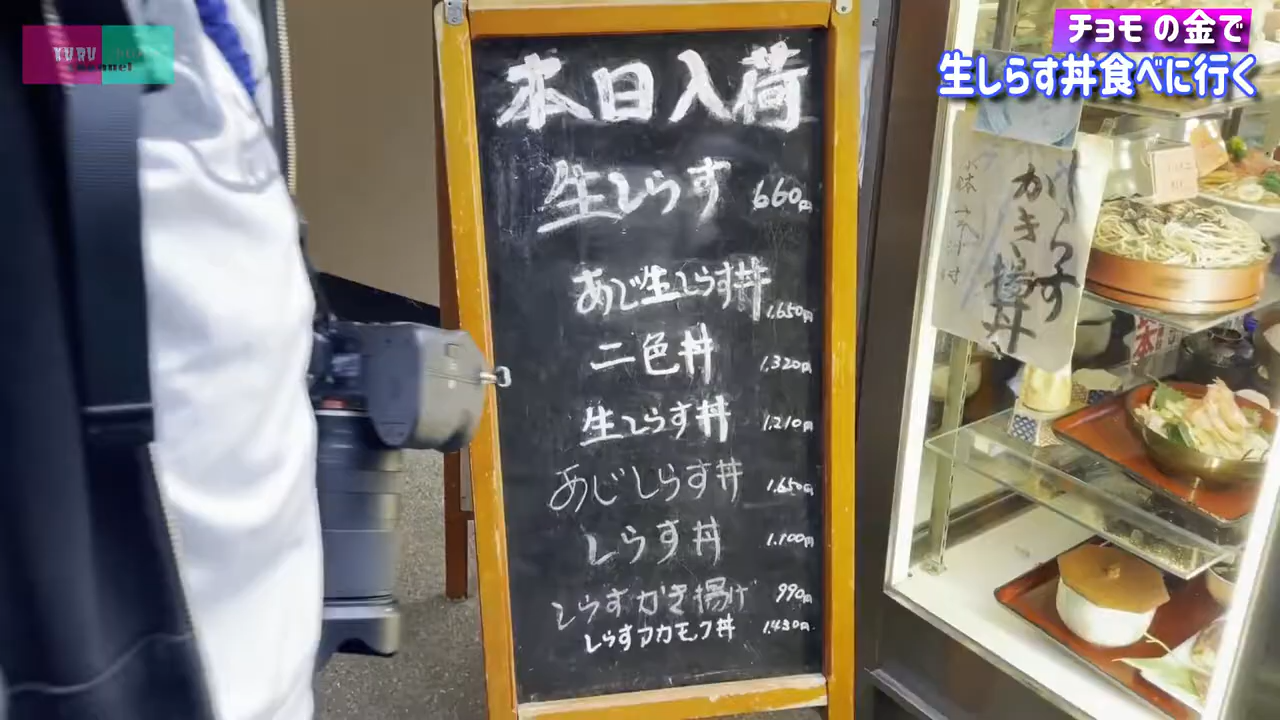 チョモ の金で
生しらす丼食べに行く
本日入荷
生しらす 660円
あじ生しらす丼 1,650円
二色丼 1,320円
生しらす丼 1,210円
あじしらす丼 1,650円
しらす丼 1,100円
しらすかき揚げ 990円
しらすアカモク丼 1,430円
しらす
かき揚丼